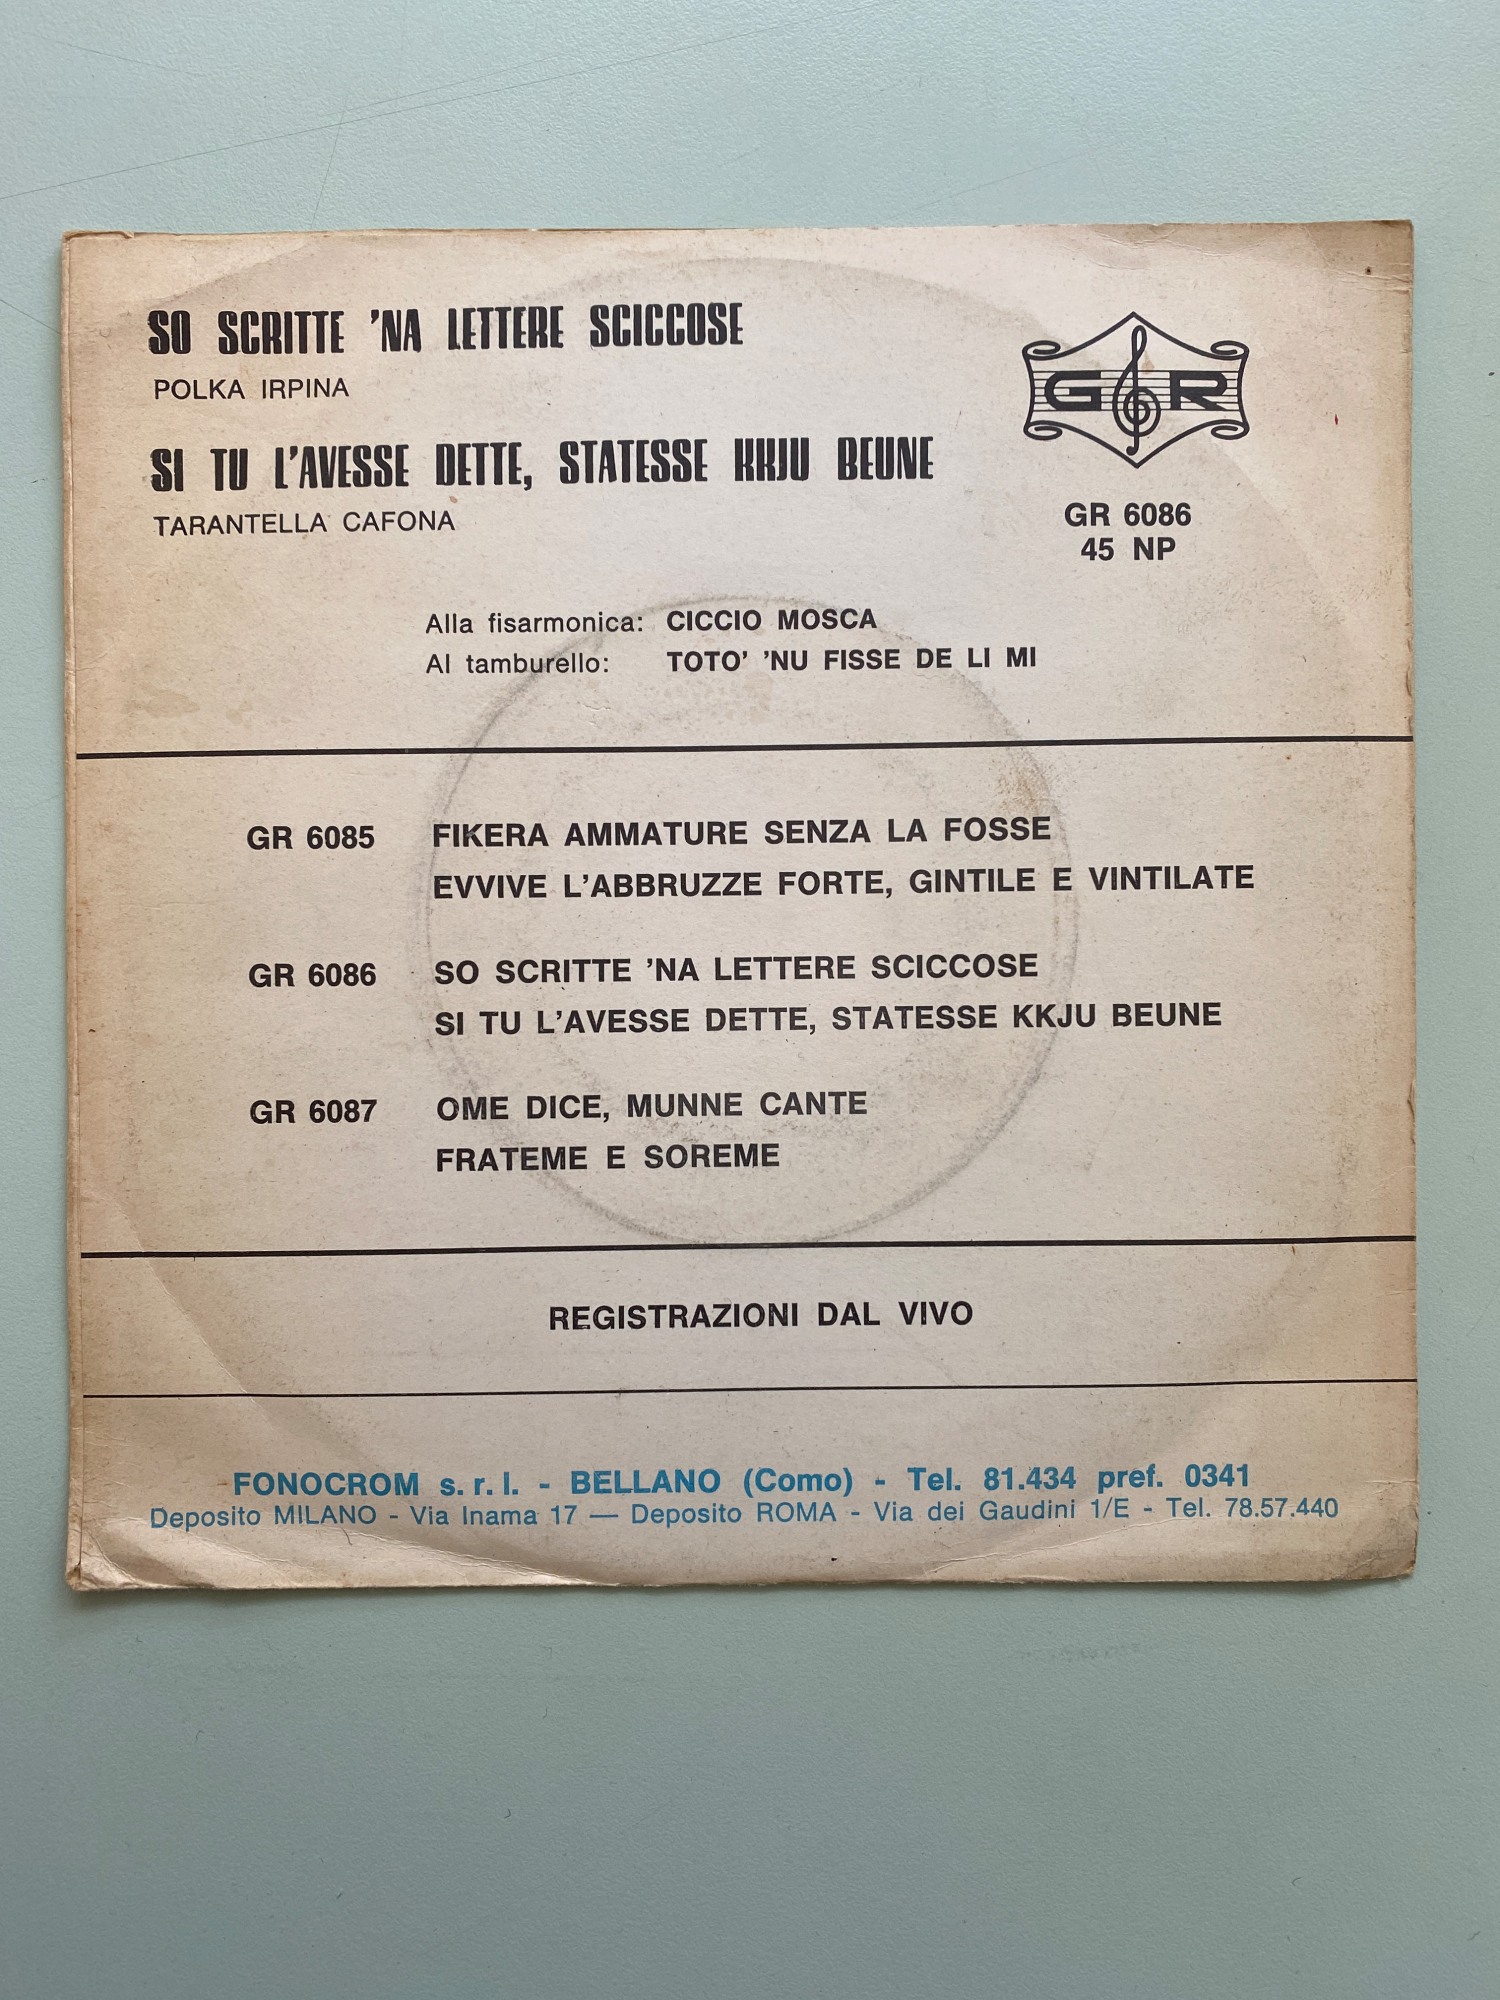 SO SCRITTE 'NA LETTERE SCICCOSE
POLKA IRPINA
SI TU L'AVESSE DETTE, STATESSE KKJU BEUNE
TARANTELLA CAFONA
G R
GR 6086
45 NP
Alla fisarmonica: CICCIO MOSCA
Al tamburello: TOTO' 'NU FISSE DE LI MI
GR 6085 FIKERA AMMATURE SENZA LA FOSSE
EVVIVE L'ABBRUZZE FORTE, GINTILE E VINTILATE
GR 6086 SO SCRITTE 'NA LETTERE SCICCOSE
SI TU L'AVESSE DETTE, STATESSE KKJU BEUNE
GR 6087 OME DICE, MUNNE CANTE
FRATEME E SOREME
REGISTRAZIONI DAL VIVO
FONOCROM s. r. l. - BELLANO (Como) - Tel. 81.434 pref. 0341
Deposito MILANO - Via Inama 17 — Deposito ROMA - Via dei Gaudini 1/E - Tel. 78.57.440